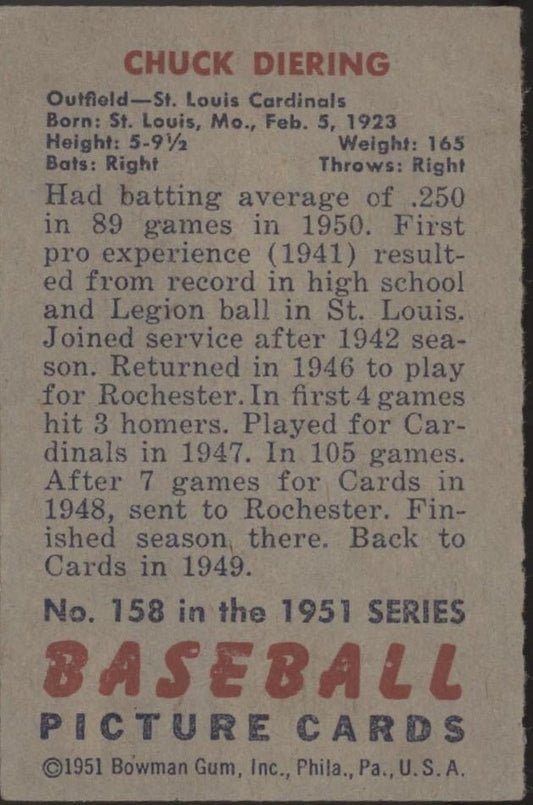 CHUCK DIERING
Outfield—St. Louis Cardinals
Born: St. Louis, Mo., Feb. 5, 1923
Height: 5-9½ Weight: 165
Bats: Right Throws: Right
Had batting average of .250
in 89 games in 1950. First
pro experience (1941) result-
ed from record in high school
and Legion ball in St. Louis.
Joined service after 1942 sea-
son. Returned in 1946 to play
for Rochester. In first 4 games
hit 3 homers. Played for Car-
dinals in 1947. In 105 games.
After 7 games for Cards in
1948, sent to Rochester. Fin-
ished season there. Back to
Cards in 1949.
No. 158 in the 1951 SERIES
BASEBALL
PICTURE CARDS
©1951 Bowman Gum, Inc., Phila., Pa., U.S.A.